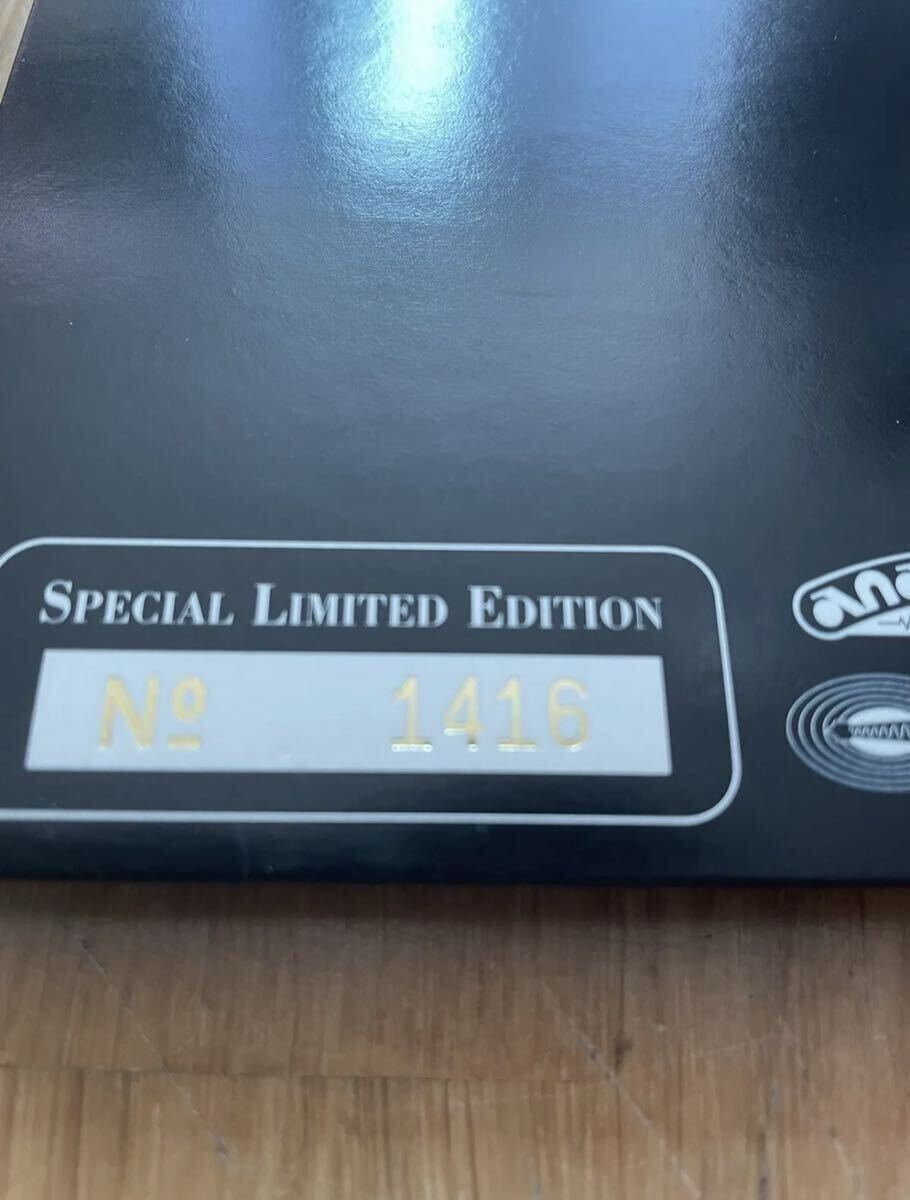 SPECIAL LIMITED EDITION
Nº 1416